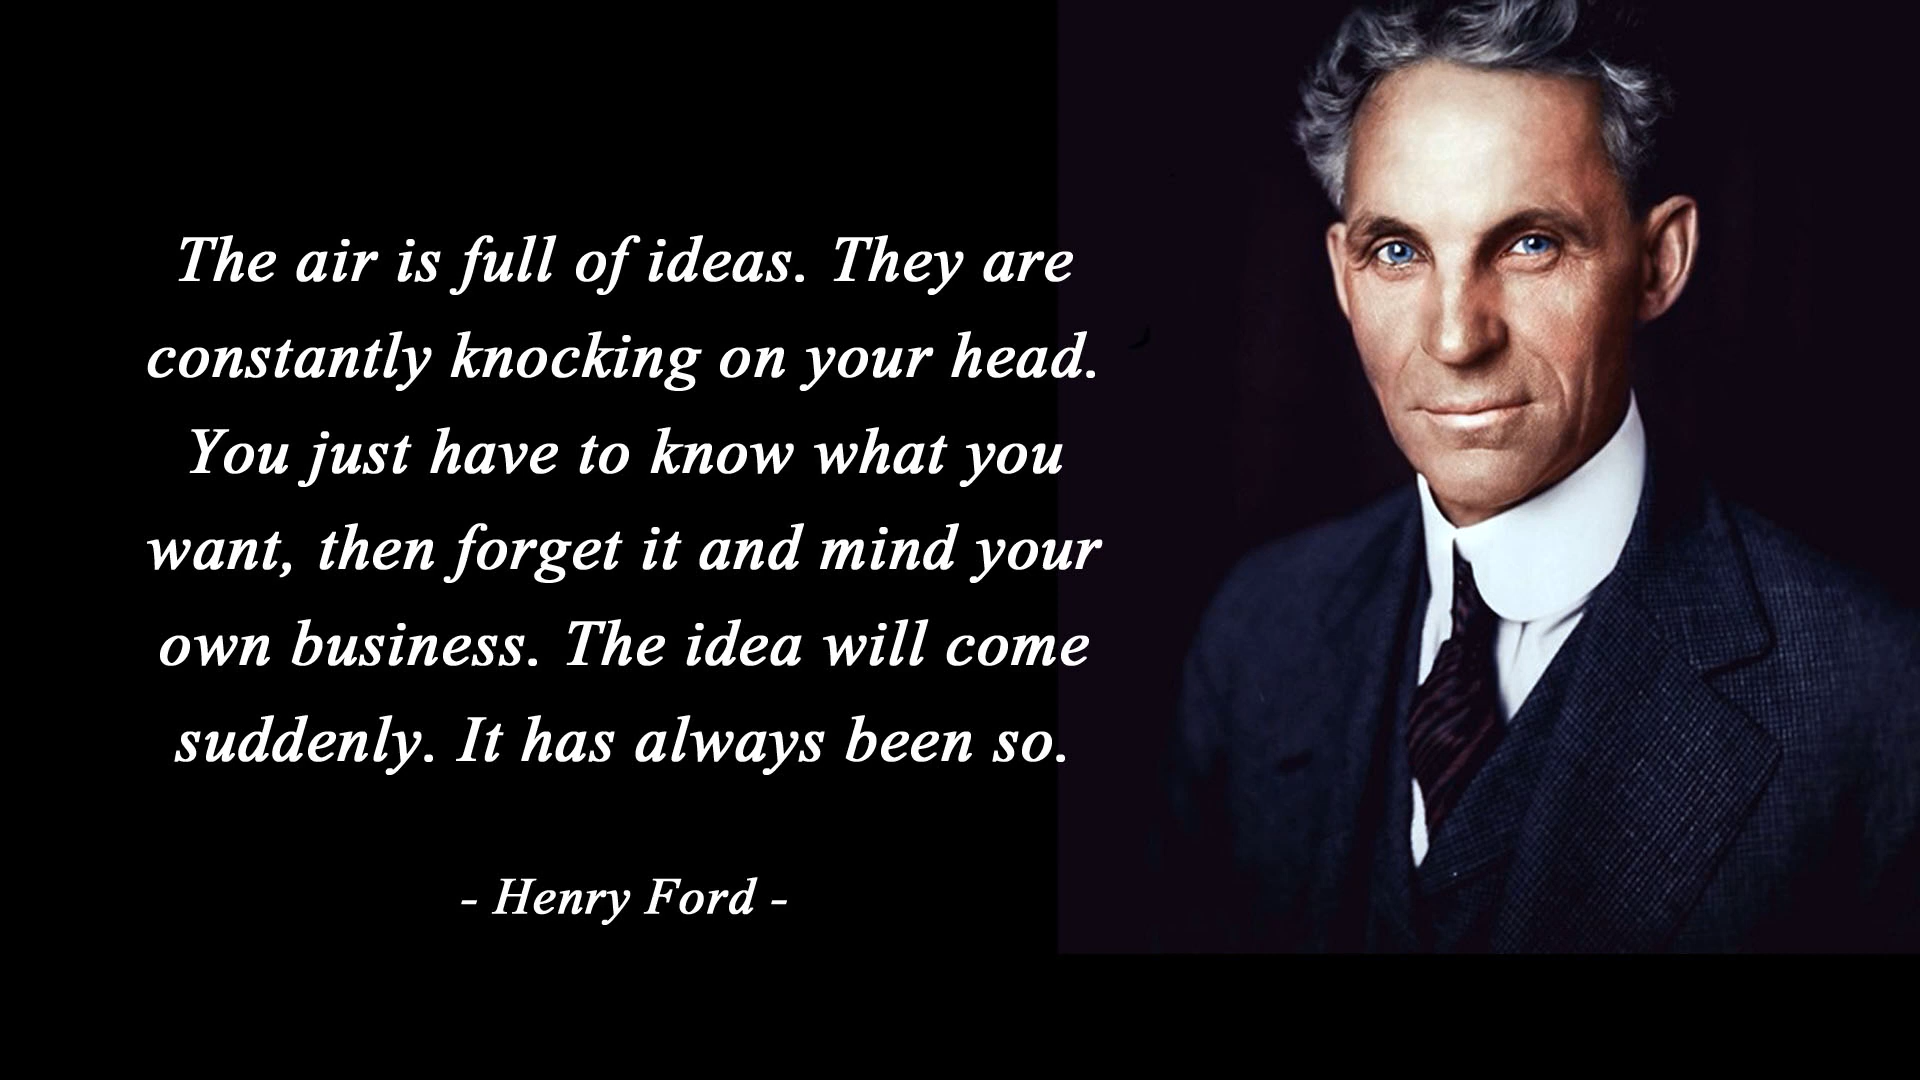 The air is full of ideas. They are
constantly knocking on your head.
You just have to know what you
want, then forget it and mind your
own business. The idea will come
suddenly. It has always been so.
- Henry Ford -